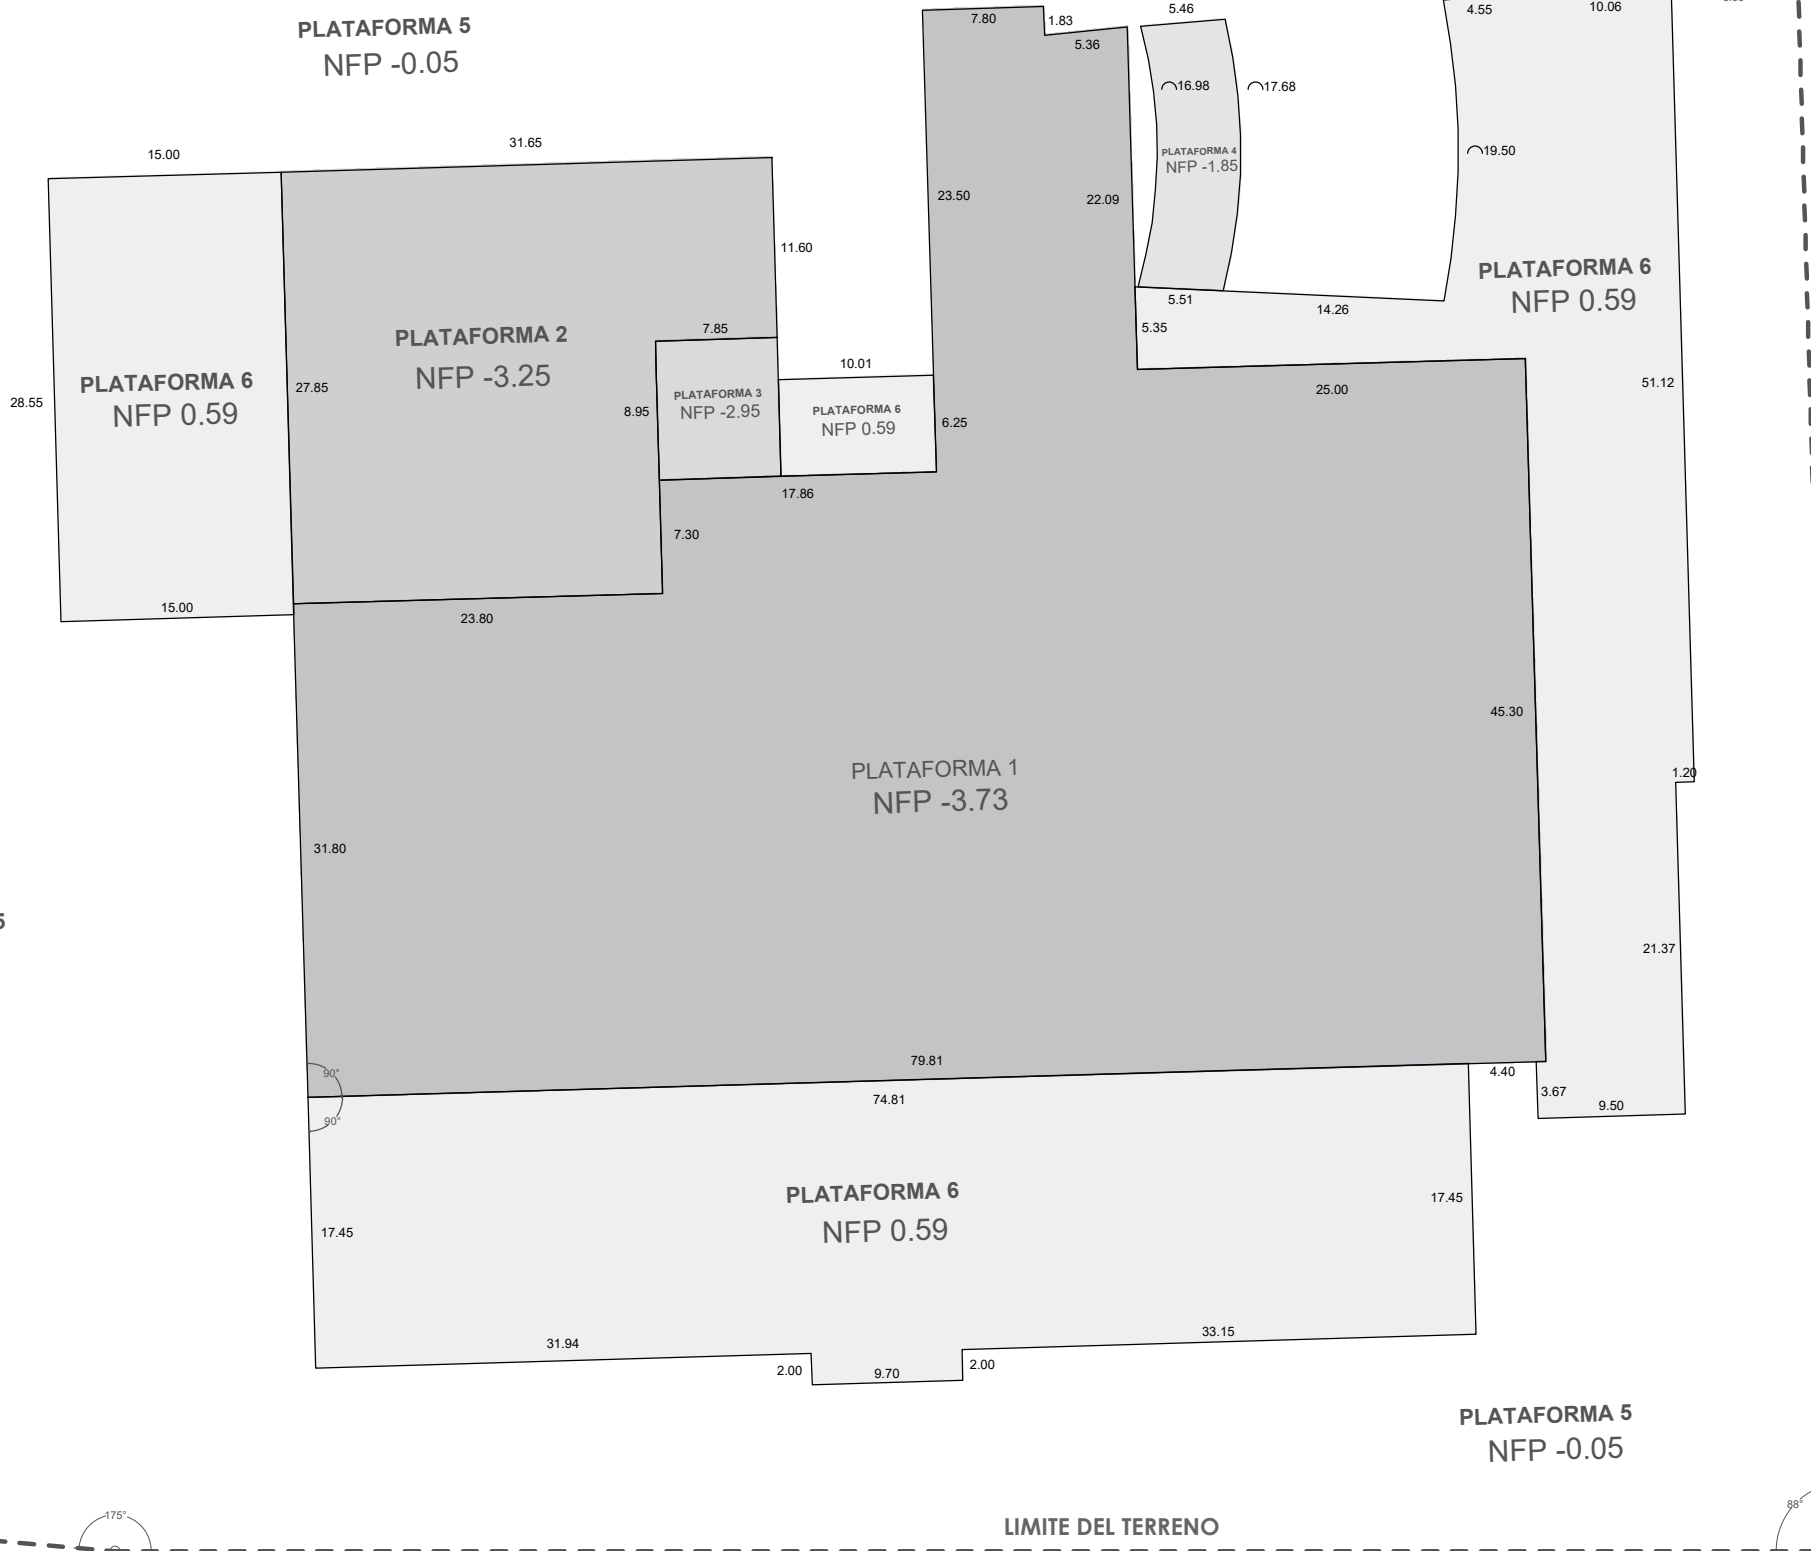 7.80
1.83
5.36
5.46
4.55
10.06
PLATAFORMA 5
NFP -0.05
16.98
17.68
15.00
31.65
PLATAFORMA 4
NFP -1.85
19.50
23.50
22.09
11.60
PLATAFORMA 6
NFP 0.59
5.51
14.26
5.35
PLATAFORMA 2
NFP -3.25
7.85
10.01
PLATAFORMA 6
NFP 0.59
28.55
27.85
8.95
PLATAFORMA 3
NFP -2.95
PLATAFORMA 6
NFP 0.59
6.25
25.00
51.12
17.86
7.30
15.00
23.80
45.30
PLATAFORMA 1
NFP -3.73
1.20
31.80
5
21.37
79.81
90°
4.40
74.81
3.67
9.50
90°
PLATAFORMA 6
NFP 0.59
17.45
17.45
31.94
33.15
2.00
9.70
2.00
PLATAFORMA 5
NFP -0.05
175°
88°
LIMITE DEL TERRENO